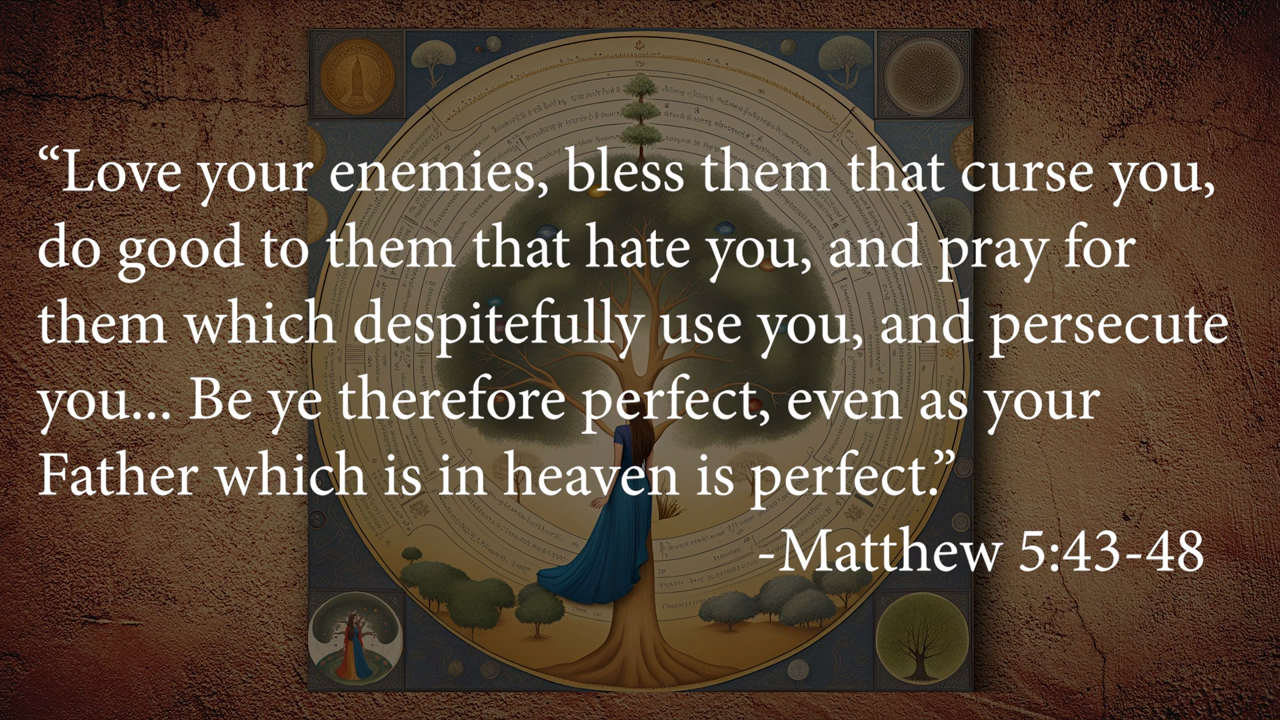 “Love your enemies, bless them that curse you,
do good to them that hate you, and pray for
them which despitefully use you, and persecute
you... Be ye therefore perfect, even as your
Father which is in heaven is perfect.”
-Matthew 5:43-48